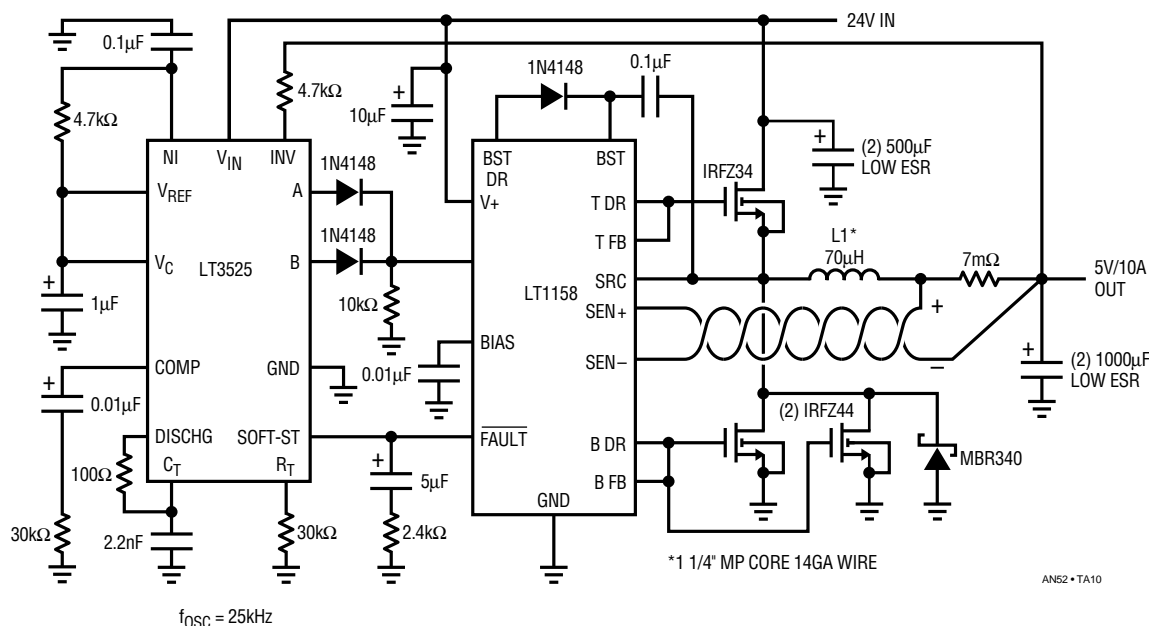 24V IN
0.1µF
4.7kΩ
4.7kΩ
10µF
+
1N4148
0.1µF
+
(2) 500µF
LOW ESR
NI
V_IN
INV
V_REF
V_C
LT3525
A
B
COMP
GND
DISCHG
SOFT-ST
C_T
R_T
1N4148
1N4148
10kΩ
BST
DR
BST
V+
T DR
T FB
SRC
LT1158
SEN+
SEN–
BIAS
FAULT
B DR
B FB
GND
IRFZ34
L1*
70µH
7mΩ
5V/10A
OUT
+
–
+
(2) 1000µF
LOW ESR
+
1µF
+
0.01µF
0.01µF
100Ω
30kΩ
2.2nF
30kΩ
+
5µF
2.4kΩ
(2) IRFZ44
MBR340
*1 1/4" MP CORE 14GA WIRE
AN52 • TA10
f_OSC = 25kHz